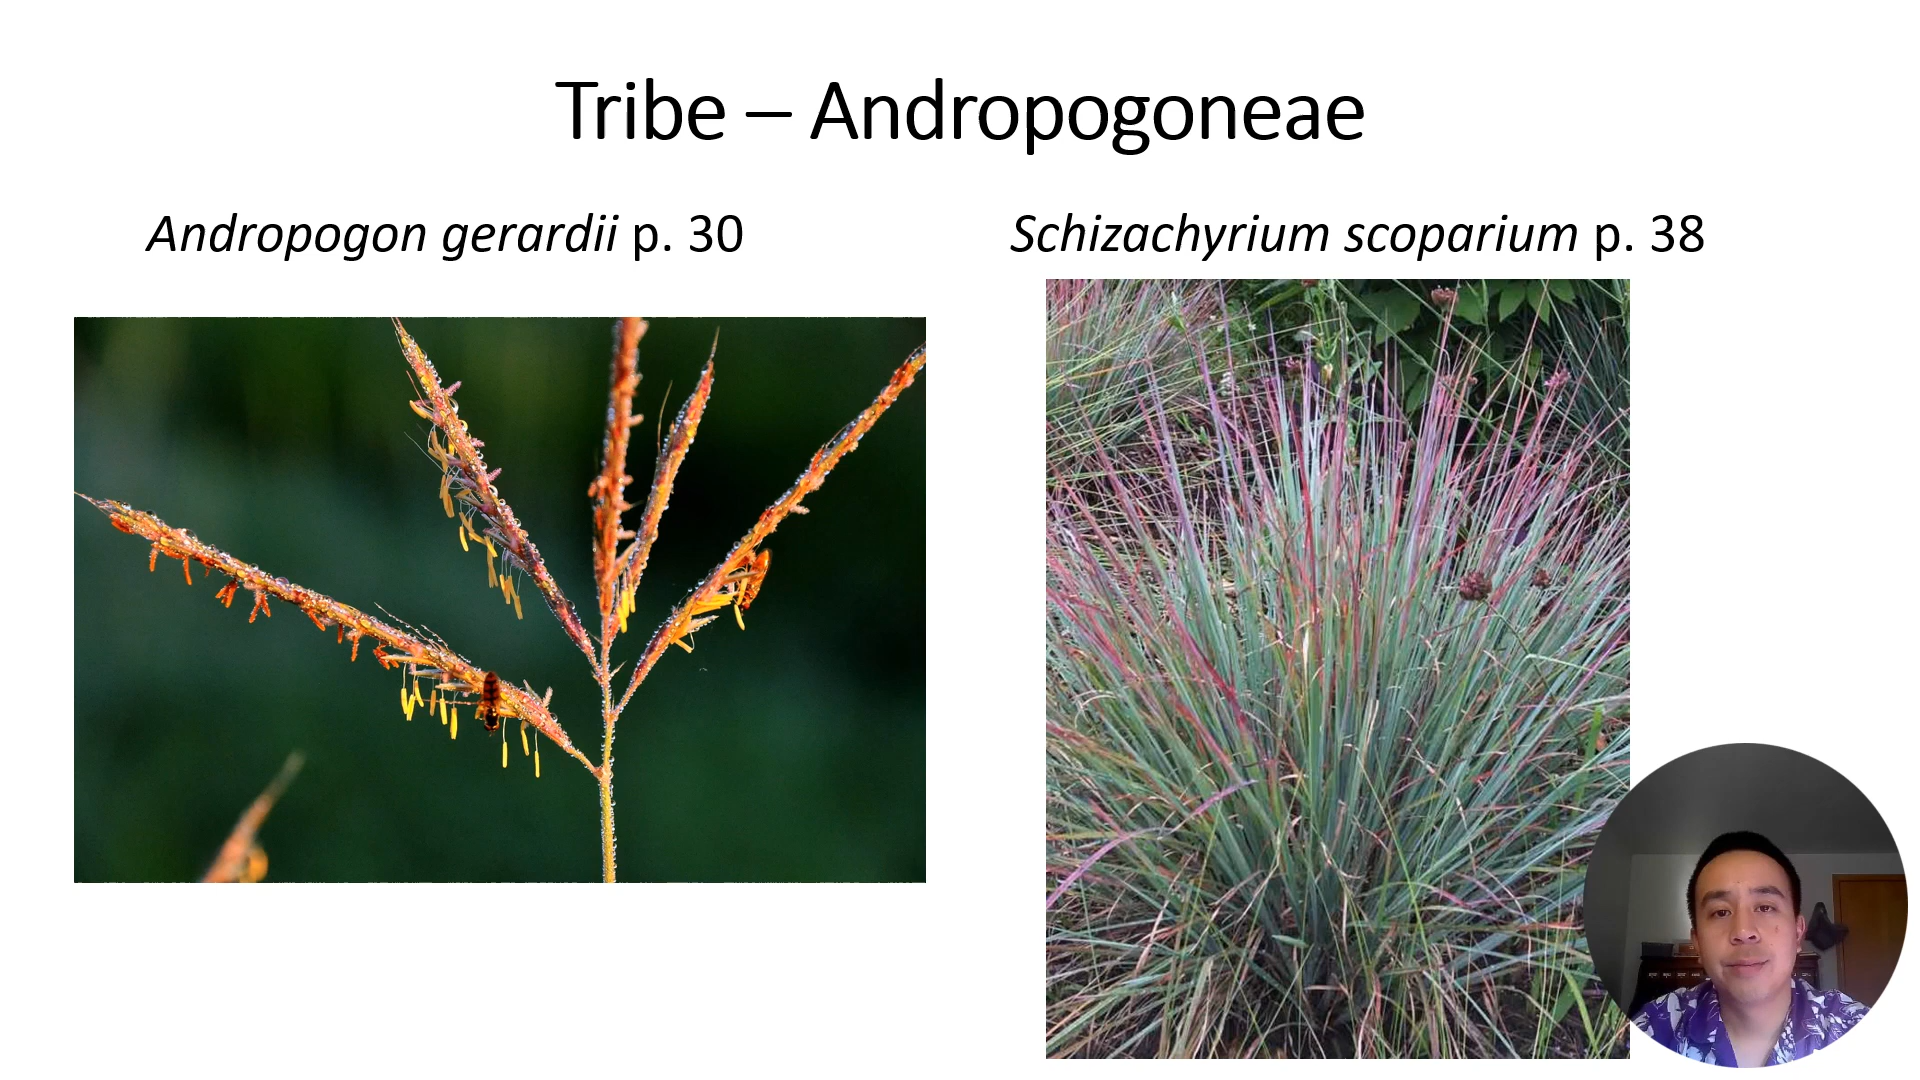 Tribe – Andropogoneae
Andropogon gerardii p. 30
Schizachyrium scoparium p. 38